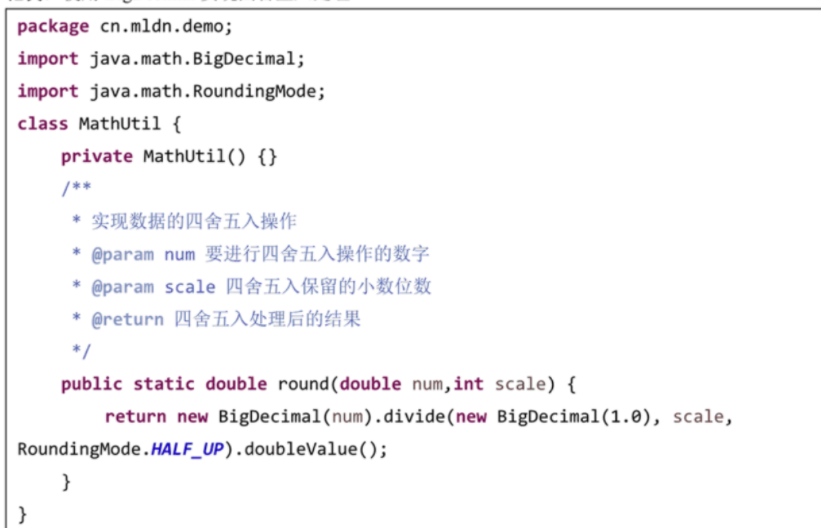 package cn.mldn.demo;
import java.math.BigDecimal;
import java.math.RoundingMode;
class MathUtil {
    private MathUtil() {}
    /**
     * 实现数据的四舍五入操作
     * @param num 要进行四舍五入操作的数字
     * @param scale 四舍五入保留的小数位数
     * @return 四舍五入处理后的结果
     */
    public static double round(double num,int scale) {
        return new BigDecimal(num).divide(new BigDecimal(1.0), scale,
RoundingMode.HALF_UP).doubleValue();
    }
}